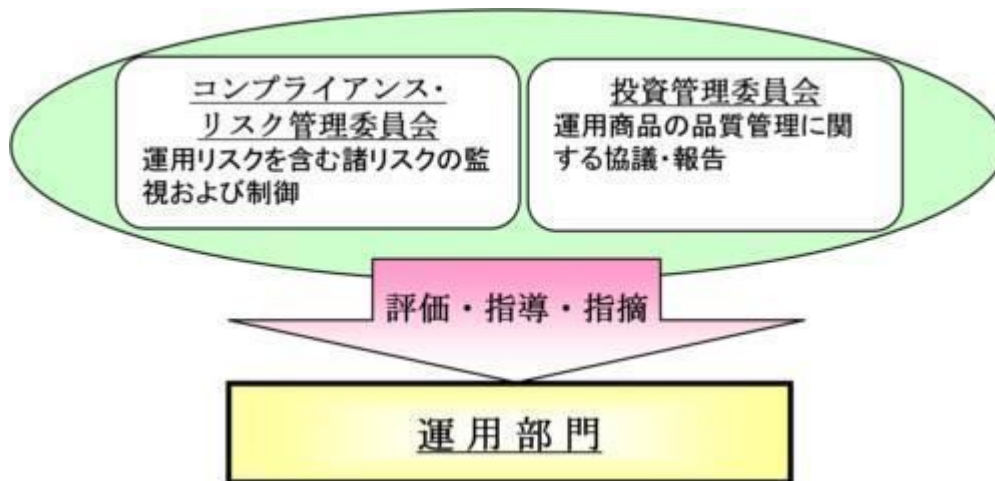 コンプライアンス・
リスク管理委員会
運用リスクを含む諸リスクの監
視および制御
投資管理委員会
運用商品の品質管理に関
する協議・報告
評価・指導・指摘
運用部門